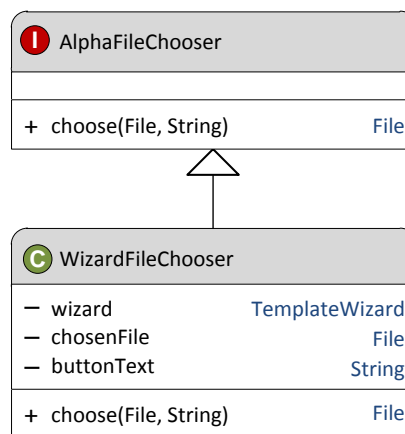 I AlphaFileChooser
+ choose(File, String) File
C WizardFileChooser
– wizard TemplateWizard
– chosenFile File
– buttonText String
+ choose(File, String) File